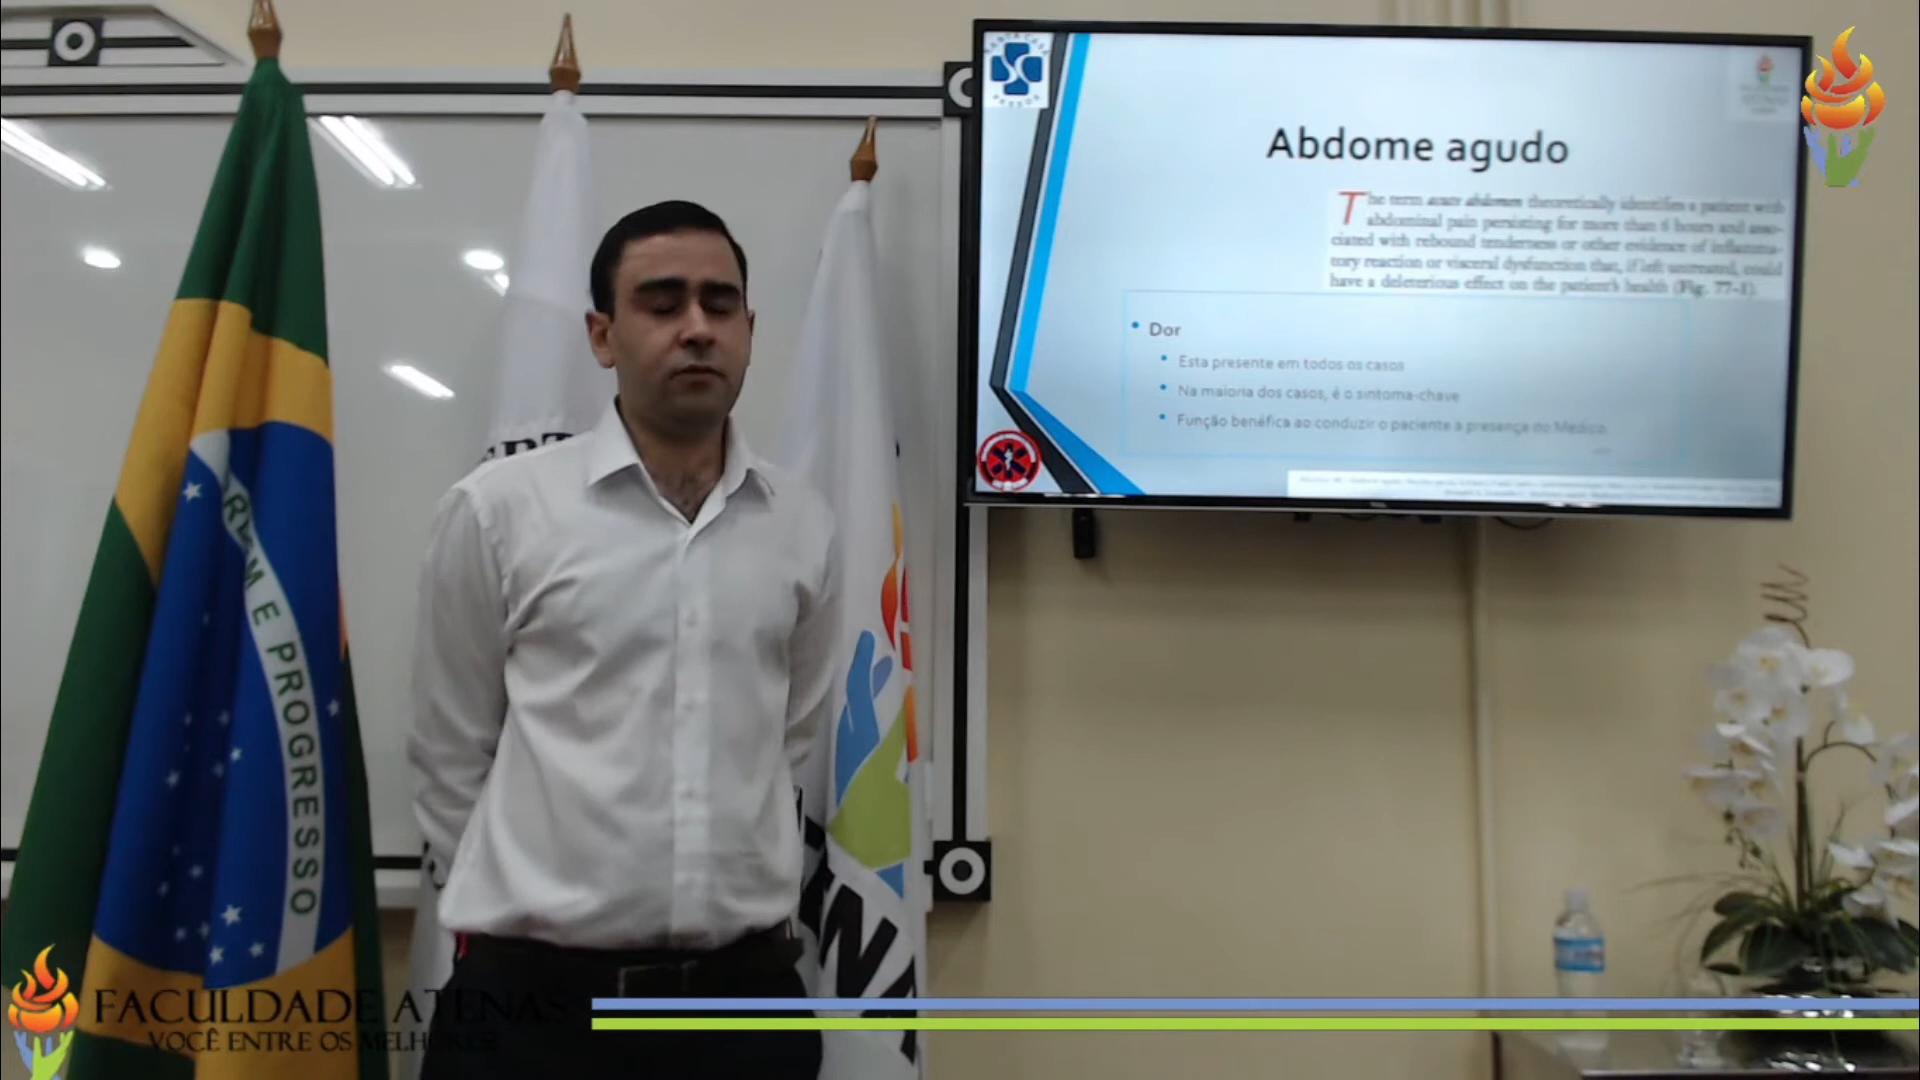 SANTA CASA
PASSOS
Abdome agudo
The term acute abdomen theoretically identifies a patient with
abdominal pain persisting for more than 6 hours and asso-
ciated with rebound tenderness or other evidence of inflamma-
tory reaction or visceral dysfunction that, if left untreated, could
have a deleterious effect on the patient's health (Fig. 77-1).
• Dor
• Esta presente em todos os casos
• Na maioria dos casos, é o sintoma-chave
• Função benéfica ao conduzir o paciente a presença do Medico
E PROGRESSO
FACULDADE ATENAS
VOCÊ ENTRE OS MELHORES